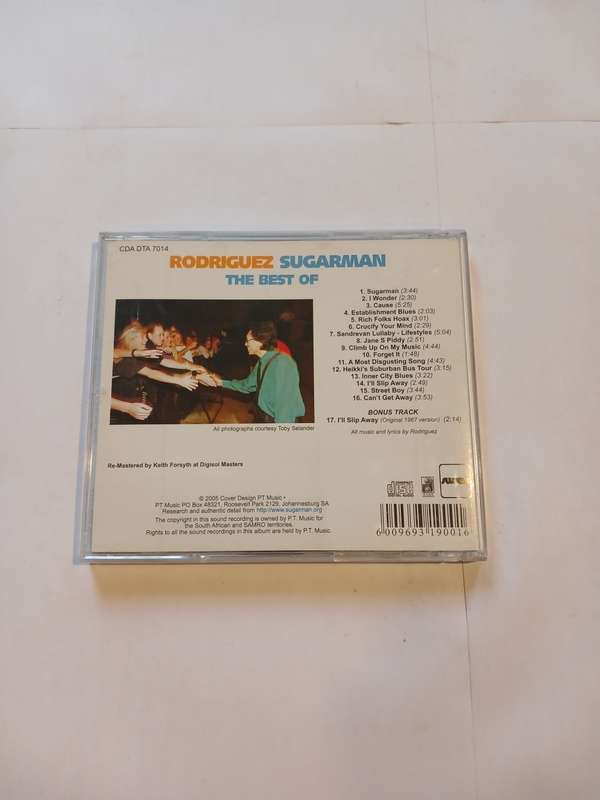 CDA DTA 7014
RODRIGUEZ SUGARMAN
THE BEST OF
1. Sugarman (3:44)
2. I Wonder (2:30)
3. Cause (5:25)
4. Establishment Blues (2:03)
5. Rich Folks Hoax (3:01)
6. Crucify Your Mind (2:29)
7. Sandrevan Lullaby - Lifestyles (5:04)
8. Jane S Piddy (2:51)
9. Climb Up On My Music (4:44)
10. Forget It (1:48)
11. A Most Disgusting Song (4:43)
12. Heikki's Suburban Bus Tour (3:15)
13. Inner City Blues (3:22)
14. I'll Slip Away (2:49)
15. Street Boy (3:44)
16. Can't Get Away (3:53)
BONUS TRACK
17. I'll Slip Away (Original 1967 version) (2:14)
All music and lyrics by Rodriguez
All photographs courtesy Toby Selander
Re-Mastered by Keith Forsyth at Digisol Masters
© 2005 Cover Design PT Music •
PT Music PO Box 48321, Roosevelt Park 2129, Johannesburg SA
Research and authentic detail from http://www.sugarman.org
The copyright in this sound recording is owned by P.T. Music for
the South African and SAMRO territories.
Rights to all the sound recordings in this album are held by P.T. Music.
COMPACT
disc
DIGITAL AUDIO
6009693190016